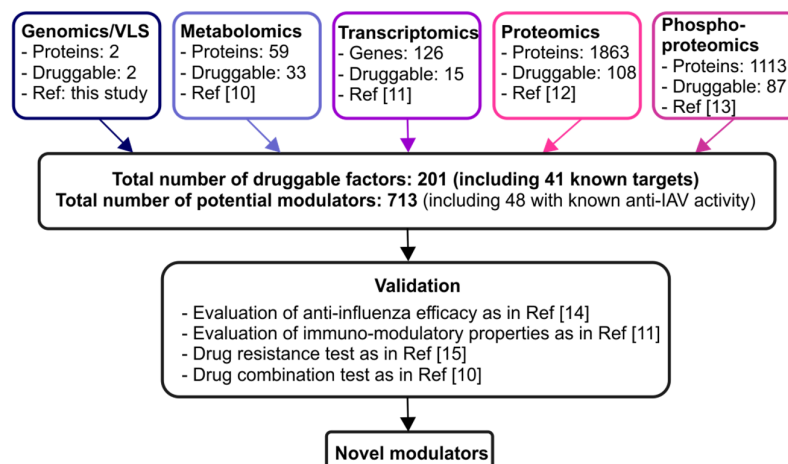 Genomics/VLS
- Proteins: 2
- Druggable: 2
- Ref: this study
Metabolomics
- Proteins: 59
- Druggable: 33
- Ref [10]
Transcriptomics
- Genes: 126
- Druggable: 15
- Ref [11]
Proteomics
- Proteins: 1863
- Druggable: 108
- Ref [12]
Phospho-
proteomics
- Proteins: 1113
- Druggable: 87
- Ref [13]
Total number of druggable factors: 201 (including 41 known targets)
Total number of potential modulators: 713 (including 48 with known anti-IAV activity)
Validation
- Evaluation of anti-influenza efficacy as in Ref [14]
- Evaluation of immuno-modulatory properties as in Ref [11]
- Drug resistance test as in Ref [15]
- Drug combination test as in Ref [10]
Novel modulators